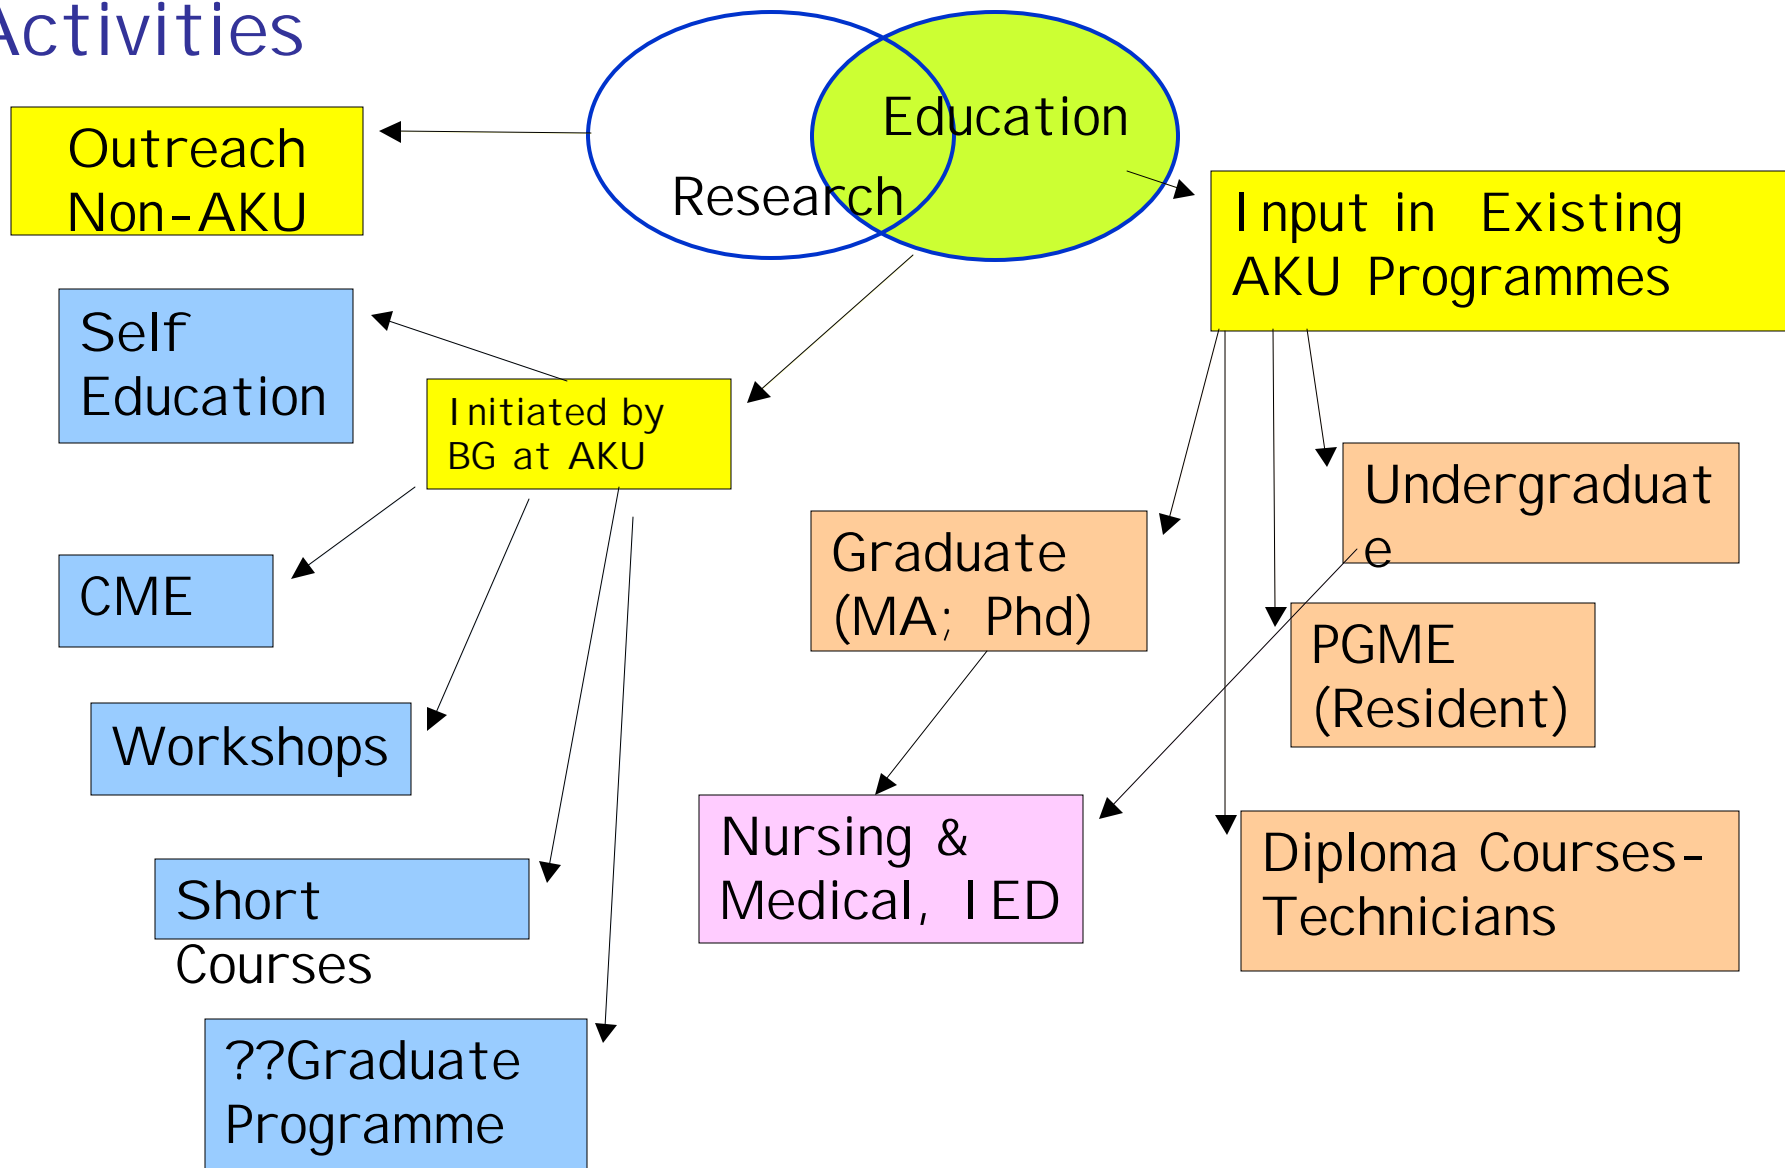 Activities
Education
Research
Outreach
Non-AKU
Input in Existing
AKU Programmes
Self
Education
Initiated by
BG at AKU
Undergraduat
e
Graduate
(MA; Phd)
CME
PGME
(Resident)
Workshops
Nursing &
Medical, IED
Diploma Courses-
Technicians
Short
Courses
??Graduate
Programme